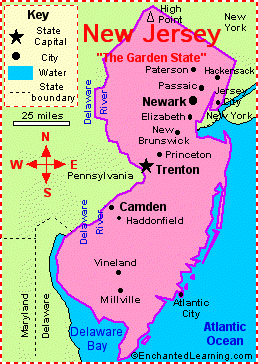 Key
State
Capital
City
Water
State
boundary
25 miles
High
Point
New
York
New Jersey
"The Garden State"
Paterson
Hackensack
Passaic
Newark
Jersey
City
Elizabeth
New York
New
Brunswick
Princeton
Delaware
River
N
W E
S
Pennsylvania
Trenton
Delaware
River
Camden
Haddonfield
Vineland
Millville
Atlantic
City
Maryland
Delaware
Delaware
Bay
Atlantic
Ocean
©EnchantedLearning.com